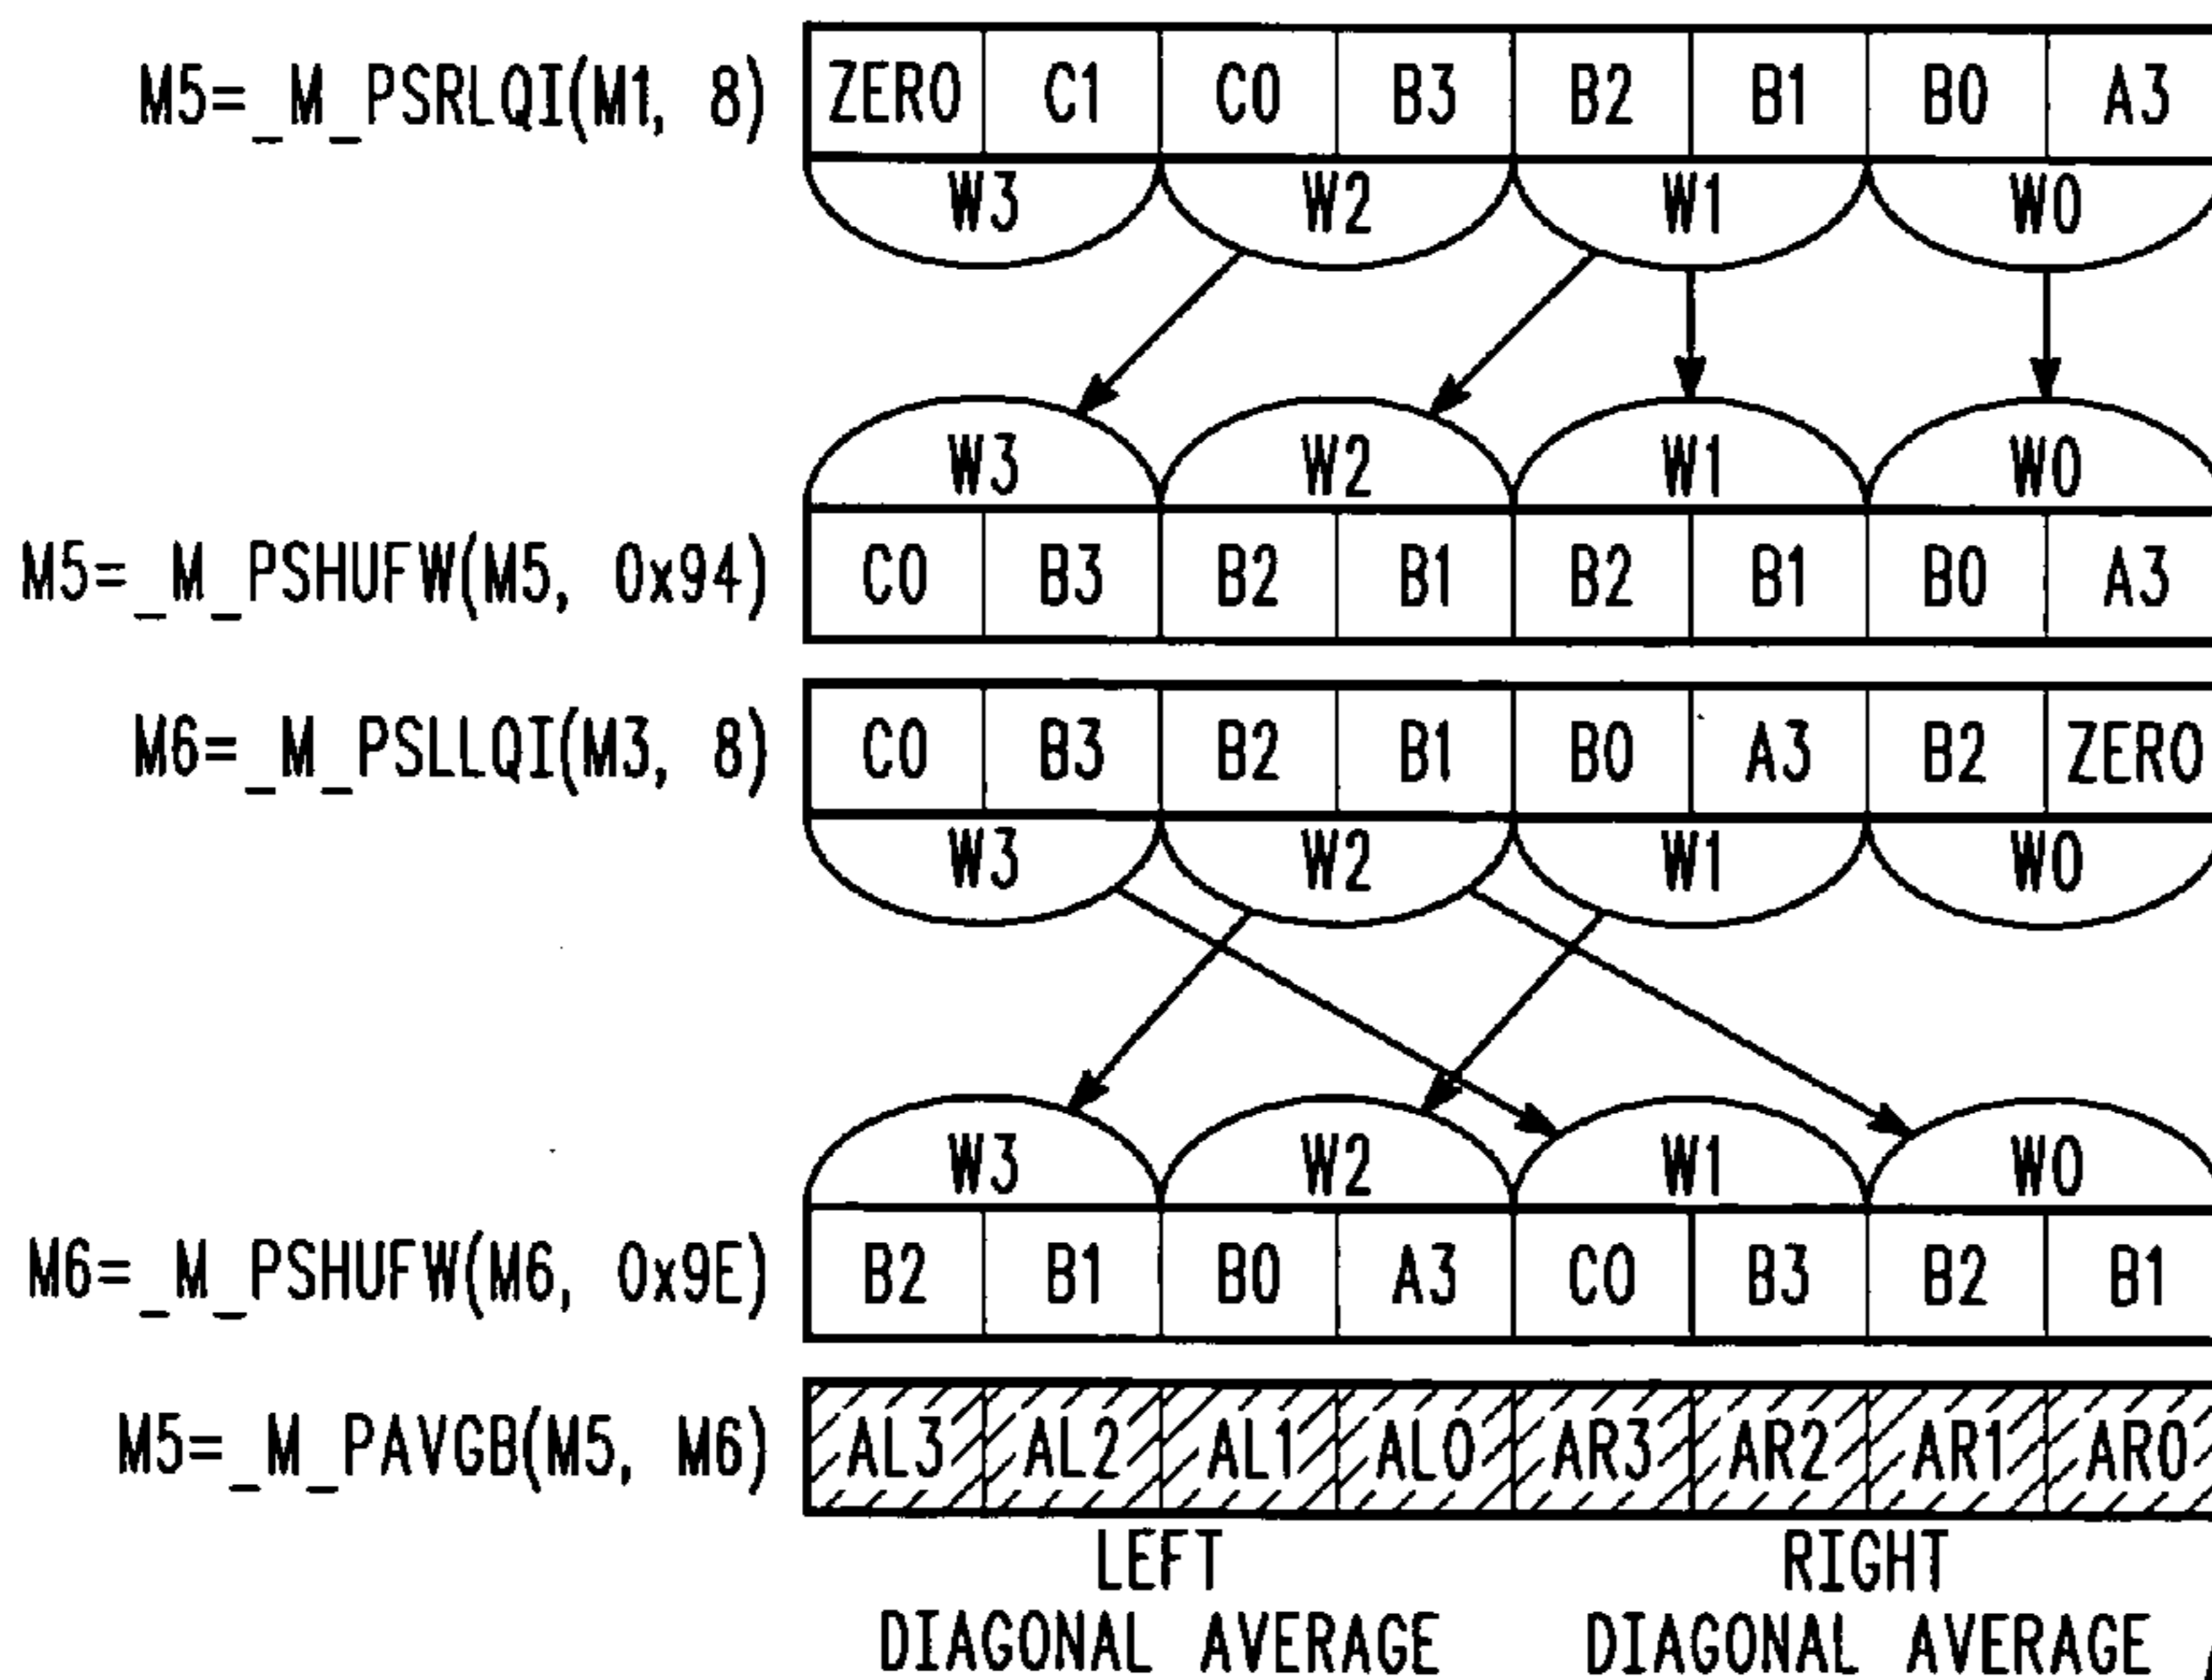 M5=_M_PSRLQI(M1, 8) ZERO C1 C0 B3 B2 B1 B0 A3
W3 W2 W1 W0
W3 W2 W1 W0
M5=_M_PSHUFW(M5, 0x94) C0 B3 B2 B1 B2 B1 B0 A3
M6=_M_PSLLQI(M3, 8) C0 B3 B2 B1 B0 A3 B2 ZERO
W3 W2 W1 W0
W3 W2 W1 W0
M6=_M_PSHUFW(M6, 0x9E) B2 B1 B0 A3 C0 B3 B2 B1
M5=_M_PAVGB(M5, M6) AL3 AL2 AL1 AL0 AR3 AR2 AR1 AR0
LEFT RIGHT
DIAGONAL AVERAGE DIAGONAL AVERAGE